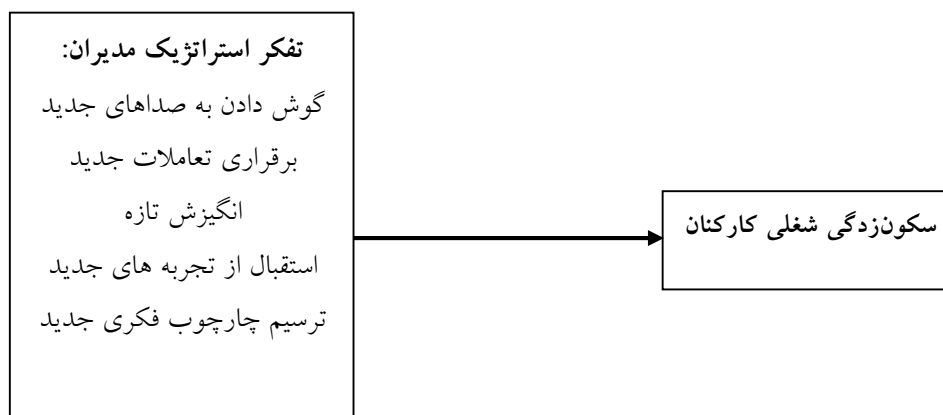 تفکر استراتژیک مدیران:
گوش دادن به صداهای جدید
برقراری تعاملات جدید
انگیزش تازه
استقبال از تجربه های جدید
ترسیم چارچوب فکری جدید
سکون‌زدگی شغلی کارکنان